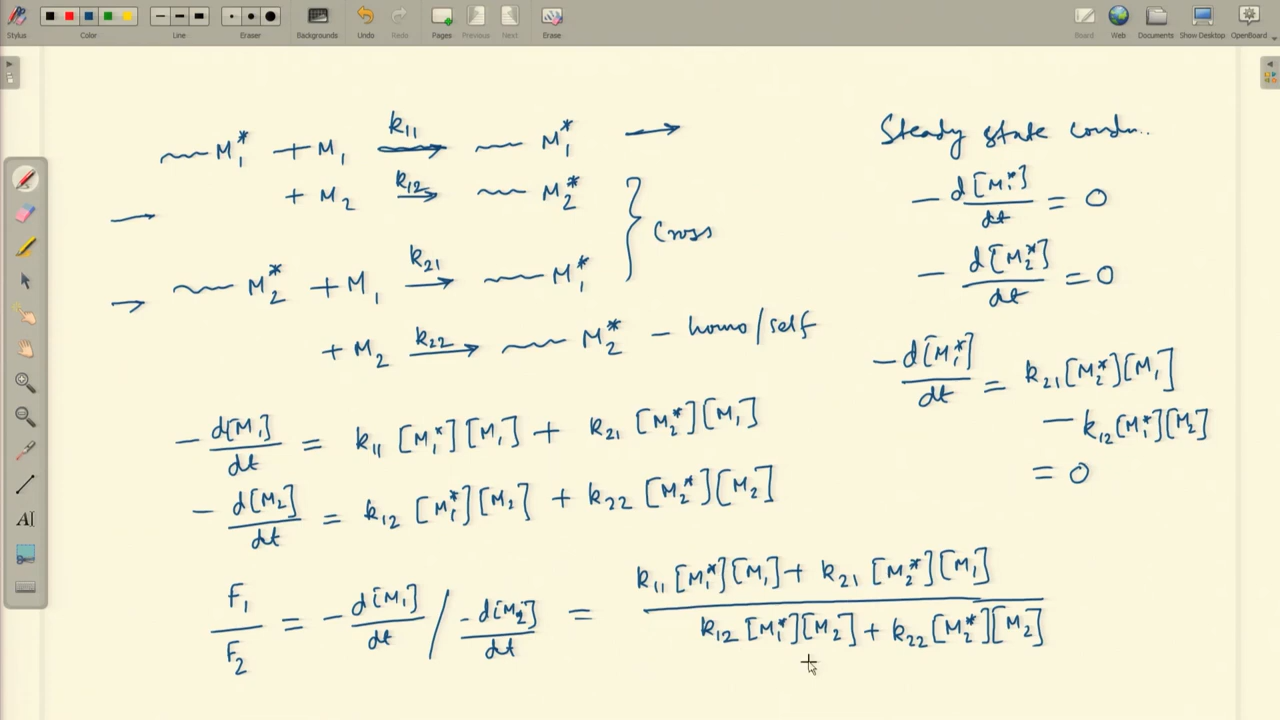 Stylus Color Line Eraser Backgrounds Undo Redo Pages Previous Next Erase Board Web Documents Show Desktop OpenBoard
~~~M₁* + M₁ —k₁₁→ ~~~M₁* →
+ M₂ —k₁₂→ ~~~M₂*
} Cross
→ ~~~M₂* + M₁ —k₂₁→ ~~~M₁*
+ M₂ —k₂₂→ ~~~M₂* – homo/self
-d[M₁]/dt = k₁₁[M₁*][M₁] + k₂₁[M₂*][M₁]
-d[M₂]/dt = k₁₂[M₁*][M₂] + k₂₂[M₂*][M₂]
F₁/F₂ = -d[M₁]/dt / -d[M₂]/dt = k₁₁[M₁*][M₁] + k₂₁[M₂*][M₁] / k₁₂[M₁*][M₂] + k₂₂[M₂*][M₂]
Steady state condn..
-d[M₁*]/dt = 0
-d[M₂*]/dt = 0
-d[M₁*]/dt = k₂₁[M₂*][M₁]
- k₁₂[M₁*][M₂]
= 0
AI